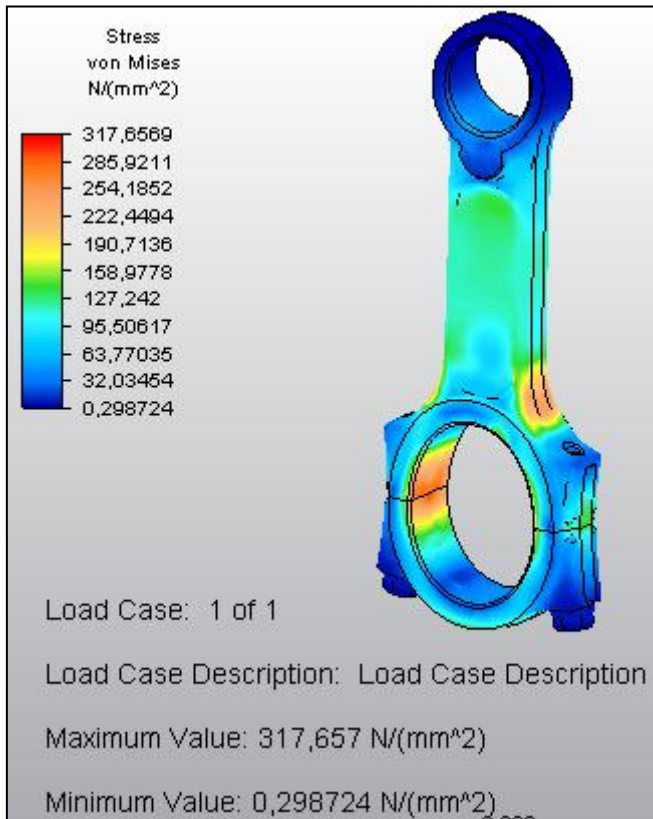 Stress
von Mises
N/(mm^2)
317,6569
285,9211
254,1852
222,4494
190,7136
158,9778
127,242
95,50617
63,77035
32,03454
0,298724
Load Case: 1 of 1
Load Case Description: Load Case Description
Maximum Value: 317,657 N/(mm^2)
Minimum Value: 0,298724 N/(mm^2)